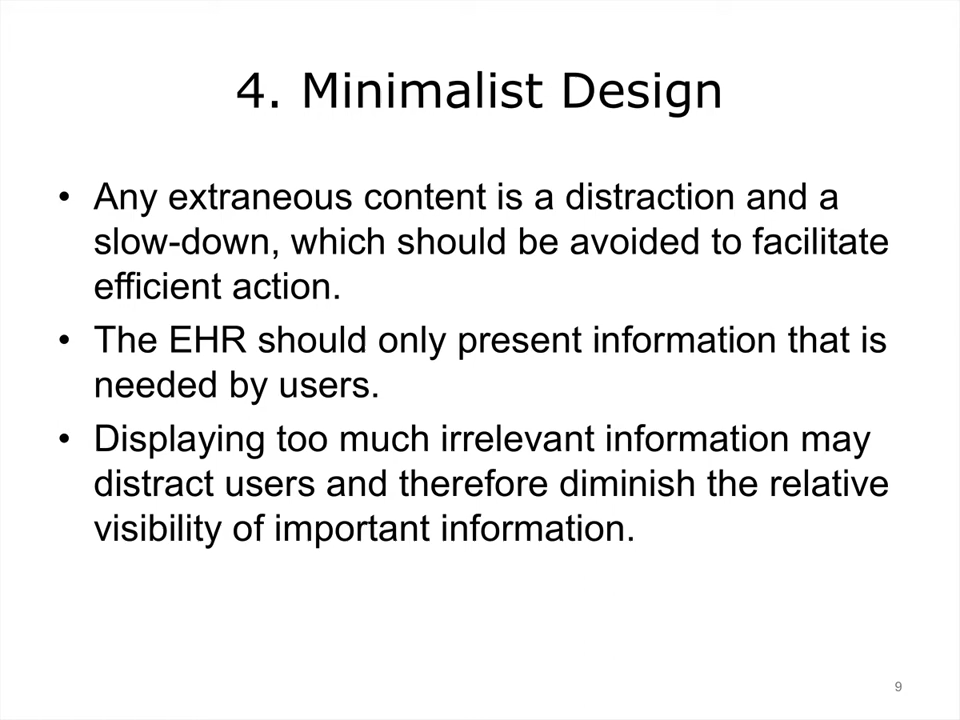 4. Minimalist Design
• Any extraneous content is a distraction and a
slow-down, which should be avoided to facilitate
efficient action.
• The EHR should only present information that is
needed by users.
• Displaying too much irrelevant information may
distract users and therefore diminish the relative
visibility of important information.
9